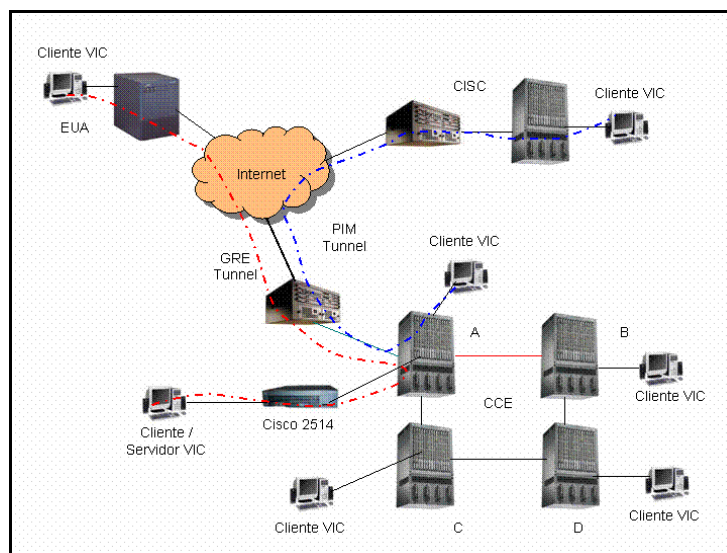 Cliente VIC
EUA
CISC
Cliente VIC
Internet
PIM
Tunnel
GRE
Tunnel
Cliente VIC
A
B
Cliente VIC
CCE
Cliente /
Servidor VIC
Cisco 2514
Cliente VIC
C
D
Cliente VIC